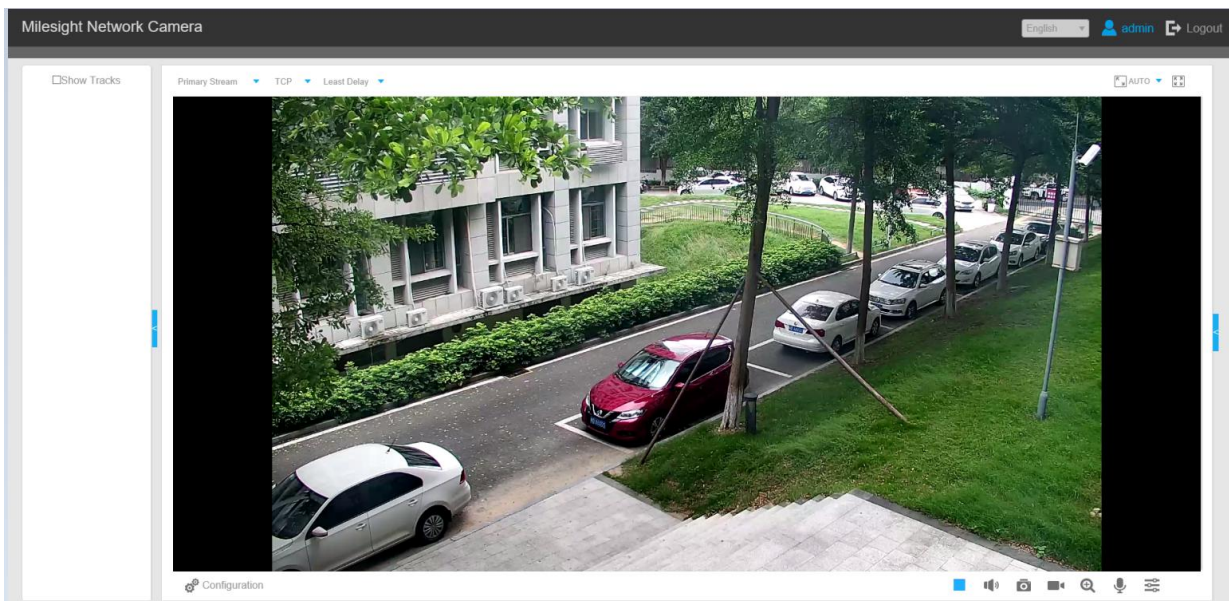 Milesight Network Camera
English
admin
Logout
Show Tracks
Primary Stream
TCP
Least Delay
AUTO
Configuration